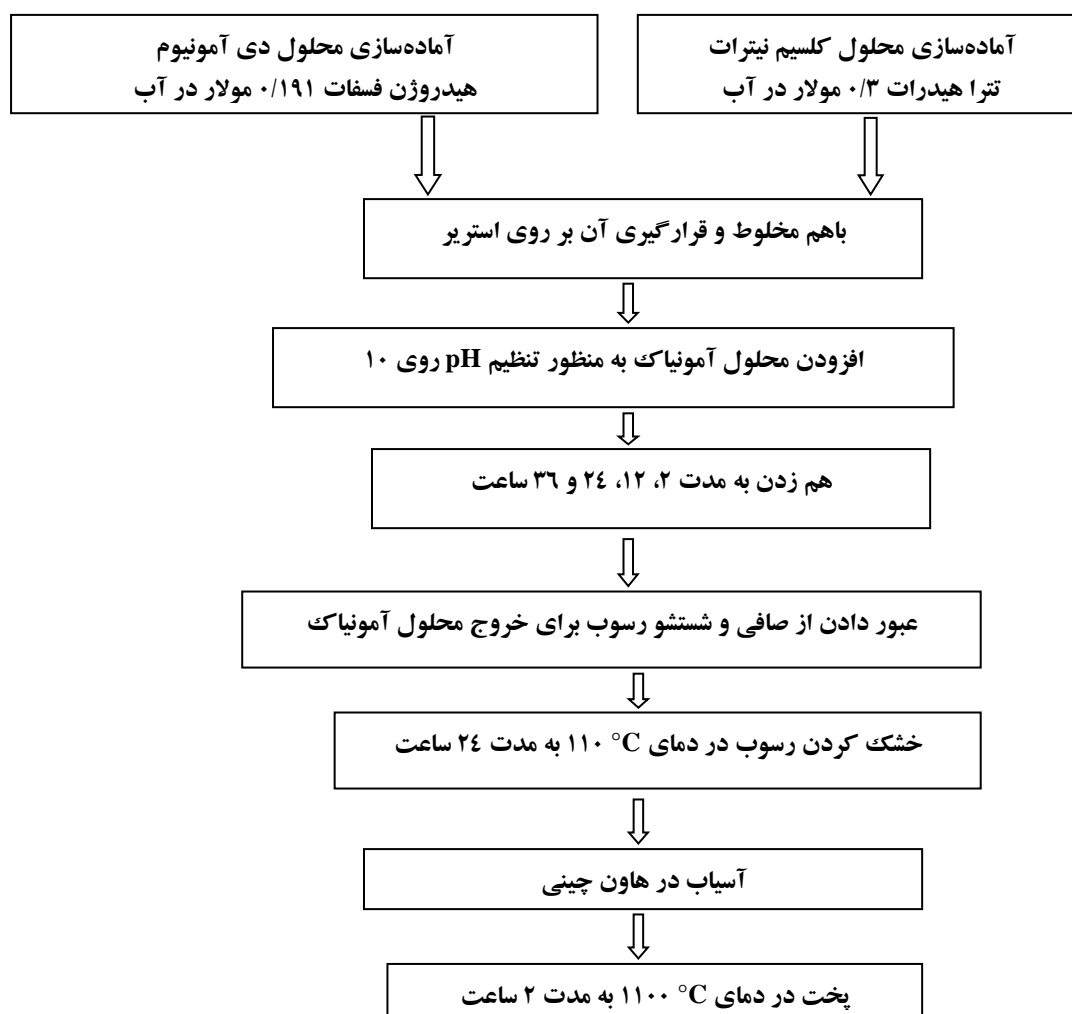 آماده‌سازی محلول کلسیم نیترات
تترا هیدرات ۰/۳ مولار در آب
آماده‌سازی محلول دی آمونیوم
هیدروژن فسفات ۰/۱۹۱ مولار در آب
باهم مخلوط و قرارگیری آن بر روی استریر
افزودن محلول آمونیاک به منظور تنظیم pH روی ۱۰
هم زدن به مدت ۲، ۱۲، ۲٤ و ۳٦ ساعت
عبور دادن از صافی و شستشو رسوب برای خروج محلول آمونیاک
خشک کردن رسوب در دمای C° ۱۱۰ به مدت ۲٤ ساعت
آسیاب در هاون چینی
پخت در دمای C° ۱۱۰۰ به مدت ۲ ساعت